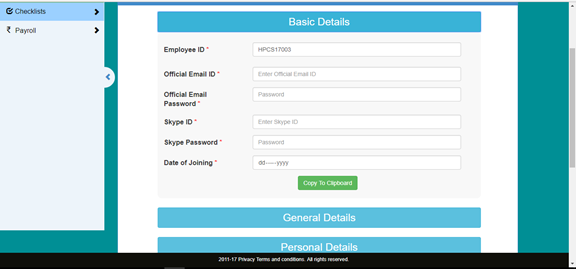 Checklists
₹ Payroll
Basic Details
Employee ID *
HPCS17003
Official Email ID *
Enter Official Email ID
Official Email
Password *
Password
Skype ID *
Enter Skype ID
Skype Password *
Password
Date of Joining *
dd-----yyyy
Copy To Clipboard
General Details
Personal Details
2011-17 Privacy Terms and conditions. All rights reserved.